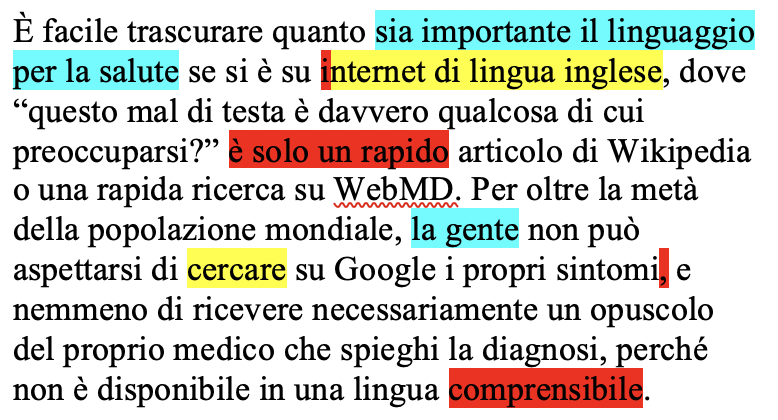 È facile trascurare quanto sia importante il linguaggio
per la salute se si è su internet di lingua inglese, dove
“questo mal di testa è davvero qualcosa di cui
preoccuparsi?” è solo un rapido articolo di Wikipedia
o una rapida ricerca su WebMD. Per oltre la metà
della popolazione mondiale, la gente non può
aspettarsi di cercare su Google i propri sintomi, e
nemmeno di ricevere necessariamente un opuscolo
del proprio medico che spieghi la diagnosi, perché
non è disponibile in una lingua comprensibile.